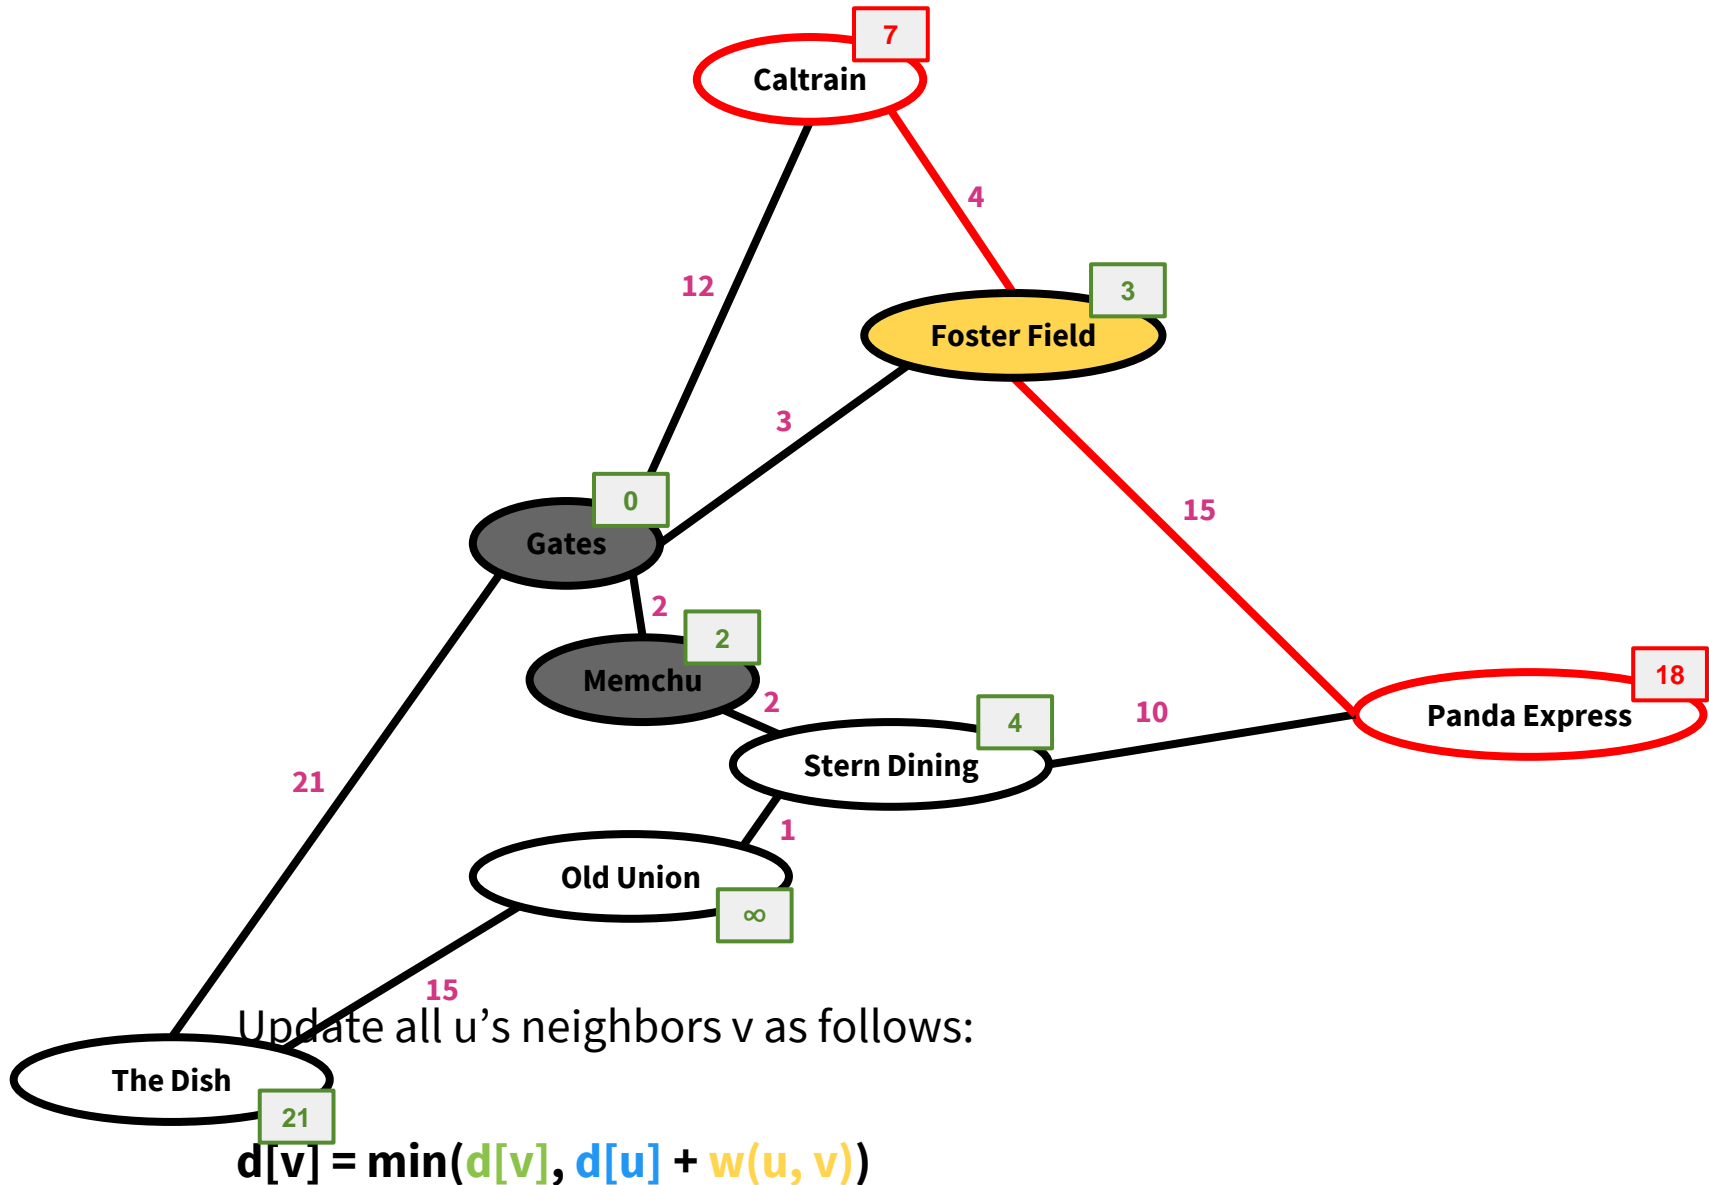 7
Caltrain
4
12
3
Foster Field
3
0
15
Gates
2
2
18
Memchu
2
10
4
Panda Express
Stern Dining
21
1
Old Union
∞
15
Update all u’s neighbors v as follows:
The Dish
21
d[v] = min(d[v], d[u] + w(u, v))